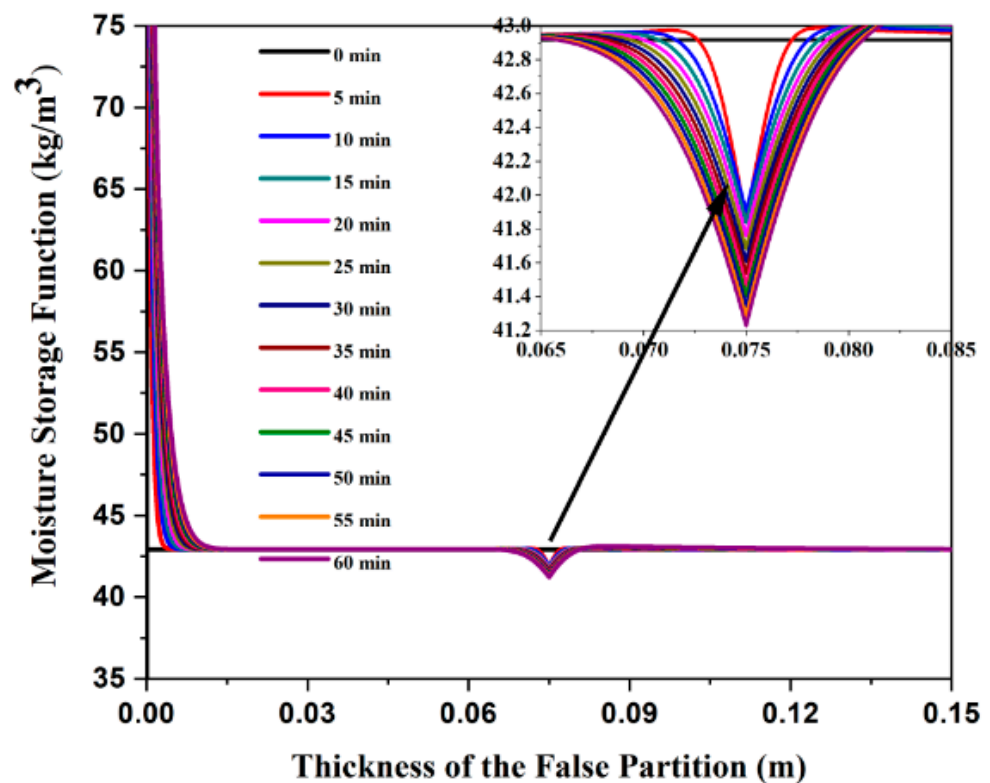 Moisture Storage Function (kg/m³)
75
70
65
60
55
50
45
40
35
0.00
0.03
0.06
0.09
0.12
0.15
Thickness of the False Partition (m)
0 min
5 min
10 min
15 min
20 min
25 min
30 min
35 min
40 min
45 min
50 min
55 min
60 min
43.0
42.8
42.6
42.4
42.2
42.0
41.8
41.6
41.4
41.2
0.065
0.070
0.075
0.080
0.085